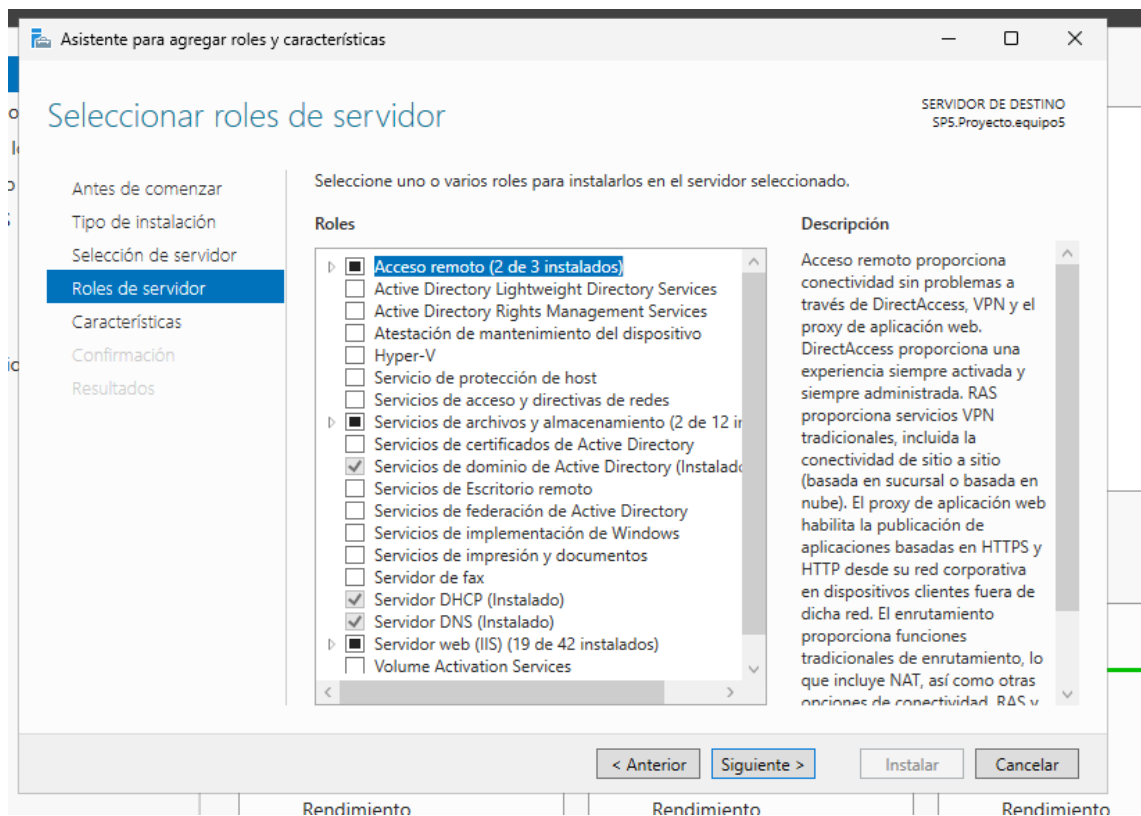 Asistente para agregar roles y características
Seleccionar roles de servidor
SERVIDOR DE DESTINO
SP5.Proyecto.equipo5
Antes de comenzar
Tipo de instalación
Selección de servidor
Roles de servidor
Características
Confirmación
Resultados
Seleccione uno o varios roles para instalarlos en el servidor seleccionado.
Roles
Acceso remoto (2 de 3 instalados)
Active Directory Lightweight Directory Services
Active Directory Rights Management Services
Atestación de mantenimiento del dispositivo
Hyper-V
Servicio de protección de host
Servicios de acceso y directivas de redes
Servicios de archivos y almacenamiento (2 de 12 in
Servicios de certificados de Active Directory
Servicios de dominio de Active Directory (Instalado
Servicios de Escritorio remoto
Servicios de federación de Active Directory
Servicios de implementación de Windows
Servicios de impresión y documentos
Servidor de fax
Servidor DHCP (Instalado)
Servidor DNS (Instalado)
Servidor web (IIS) (19 de 42 instalados)
Volume Activation Services
Descripción
Acceso remoto proporciona
conectividad sin problemas a
través de DirectAccess, VPN y el
proxy de aplicación web.
DirectAccess proporciona una
experiencia siempre activada y
siempre administrada. RAS
proporciona servicios VPN
tradicionales, incluida la
conectividad de sitio a sitio
(basada en sucursal o basada en
nube). El proxy de aplicación web
habilita la publicación de
aplicaciones basadas en HTTPS y
HTTP desde su red corporativa
en dispositivos clientes fuera de
dicha red. El enrutamiento
proporciona funciones
tradicionales de enrutamiento, lo
que incluye NAT, así como otras
opciones de conectividad. RAS y
< Anterior
Siguiente >
Instalar
Cancelar
Rendimiento
Rendimiento
Rendimiento